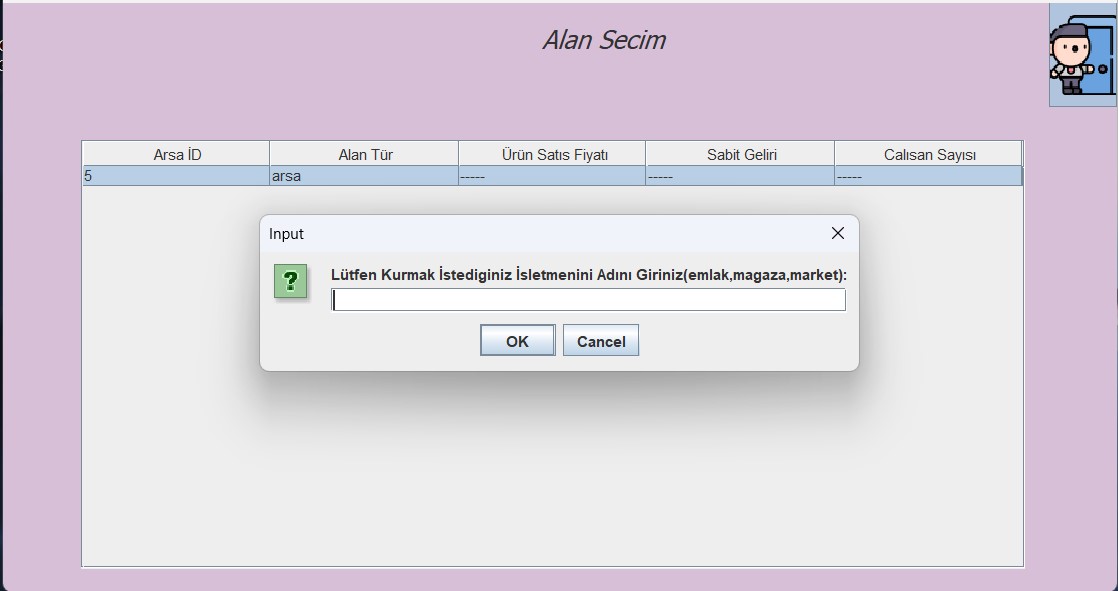 Alan Secim
Arsa İD Alan Tür Ürün Satıs Fiyatı Sabit Geliri Calısan Sayısı
5 arsa ----- ----- -----
Input
Lütfen Kurmak İstediginiz İsletmenini Adını Giriniz(emlak,magaza,market):
OK Cancel